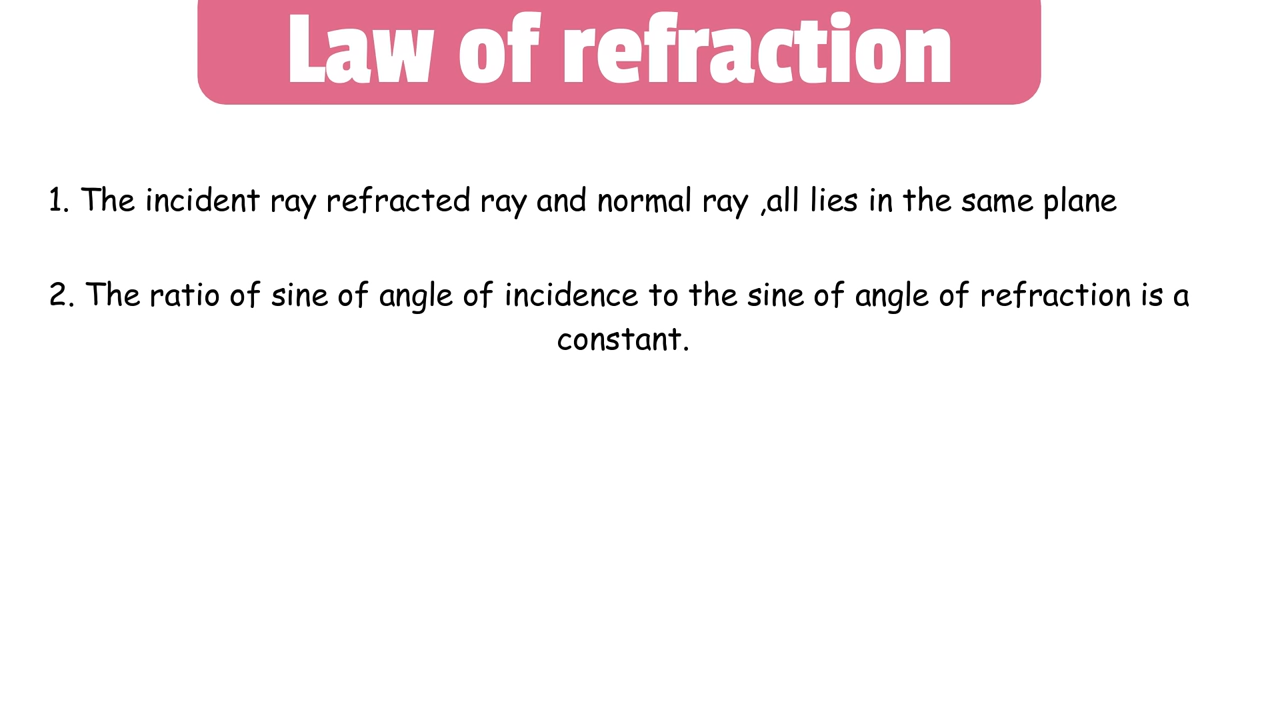 Law of refraction
1. The incident ray refracted ray and normal ray ,all lies in the same plane
2. The ratio of sine of angle of incidence to the sine of angle of refraction is a
constant.